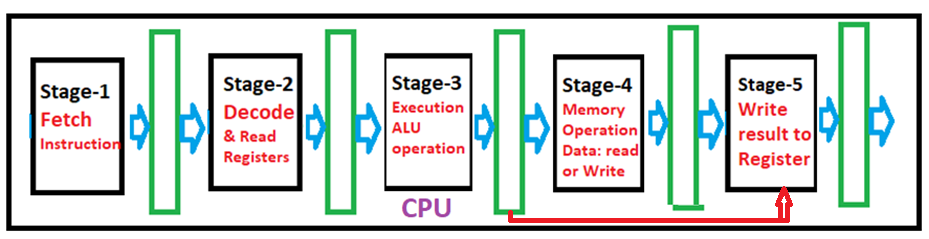 Stage-1
Fetch
Instruction
Stage-2
Decode
& Read
Registers
Stage-3
Execution
ALU
operation
Stage-4
Memory
Operation
Data: read
or Write
Stage-5
Write
result to
Register
CPU